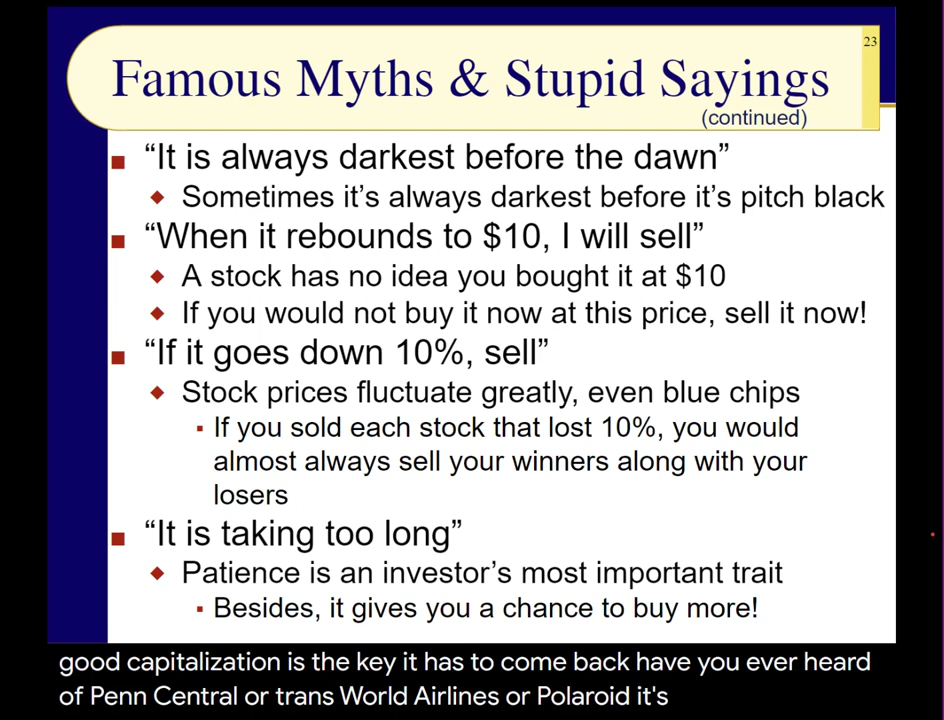 23
Famous Myths & Stupid Sayings
(continued)
■ “It is always darkest before the dawn”
◆ Sometimes it’s always darkest before it’s pitch black
■ “When it rebounds to $10, I will sell”
◆ A stock has no idea you bought it at $10
◆ If you would not buy it now at this price, sell it now!
■ “If it goes down 10%, sell”
◆ Stock prices fluctuate greatly, even blue chips
▪ If you sold each stock that lost 10%, you would
almost always sell your winners along with your
losers
■ “It is taking too long”
◆ Patience is an investor’s most important trait
▪ Besides, it gives you a chance to buy more!
good capitalization is the key it has to come back have you ever heard
of Penn Central or trans World Airlines or Polaroid it's